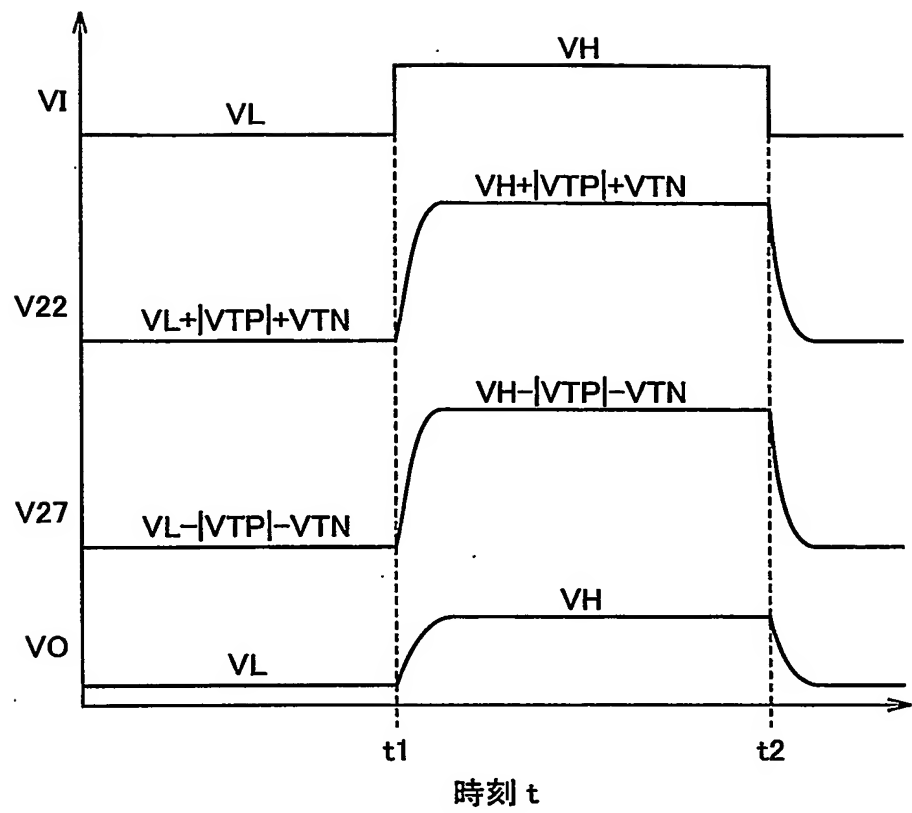 VH
VI
VL
VH+|VTP|+VTN
V22
VL+|VTP|+VTN
VH−|VTP|−VTN
V27
VL−|VTP|−VTN
VH
VO
VL
t1
t2
時刻 t